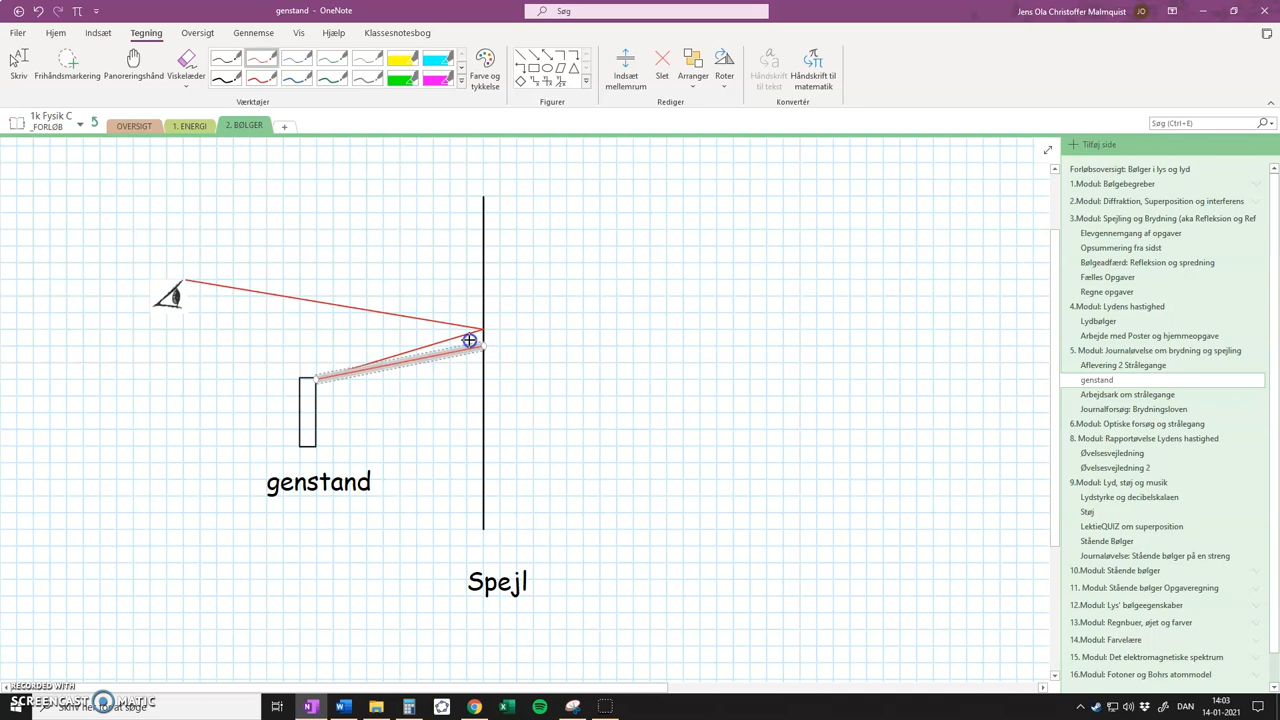 genstand - OneNote
Søg
Jens Ola Christoffer Malmquist
JO
Filer
Hjem
Indsæt
Tegning
Oversigt
Gennemse
Vis
Hjælp
Klassenotesbog
Skriv
Frihåndsmarkering
Panoreringshånd
Viskelæder
Farve og
tykkelse
Indsæt
mellemrum
Slet
Arranger
Roter
Håndskrift
til tekst
Håndskrift til
matematik
Værktøjer
Figurer
Rediger
Konvertér
1k Fysik C
_FORLØB
OVERSIGT
1. ENERGI
2. BØLGER
Søg (Ctrl+E)
Tilføj side
Forløbsoversigt: Bølger i lys og lyd
1.Modul: Bølgebegreber
2.Modul: Diffraktion, Superposition og interferens
3.Modul: Spejling og Brydning (aka Refleksion og Ref
Elevgennemgang af opgaver
Opsummering fra sidst
Bølgeadfærd: Refleksion og spredning
Fælles Opgaver
Regne opgaver
4.Modul: Lydens hastighed
Lydbølger
Arbejde med Poster og hjemmeopgave
5. Modul: Journaløvelse om brydning og spejling
Aflevering 2 Strålegange
genstand
Arbejdsark om strålegange
Journalforsøg: Brydningsloven
6.Modul: Optiske forsøg og strålegang
8. Modul: Rapportøvelse Lydens hastighed
Øvelsesvejledning
Øvelsesvejledning 2
9.Modul: Lyd, støj og musik
Lydstyrke og decibelskalaen
Støj
LektieQUIZ om superposition
Stående Bølger
Journaløvelse: Stående bølger på en streng
10.Modul: Stående bølger
11. Modul: Stående bølger Opgaveregning
12.Modul: Lys' bølgeegenskaber
13.Modul: Regnbuer, øjet og farver
14.Modul: Farvelære
15. Modul: Det elektromagnetiske spektrum
16.Modul: Fotoner og Bohrs atommodel
genstand
Spejl
RECORDED WITH
SCREENCAST MATIC
DAN
14:03
14-01-2021